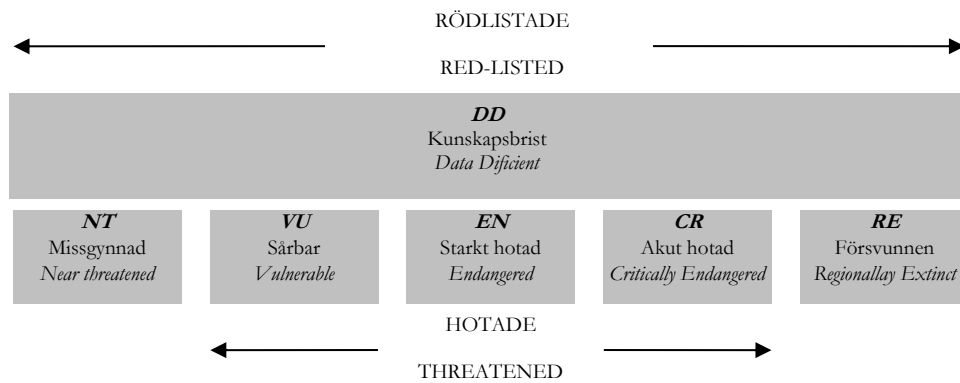 RÖDLISTADE
RED-LISTED
DD
Kunskapsbrist
Data Dificient
NT
Missgynnad
Near threatened
VU
Sårbar
Vulnerable
EN
Starkt hotad
Endangered
CR
Akut hotad
Critically Endangered
RE
Försvunnen
Regionallay Extinct
HOTADE
THREATENED